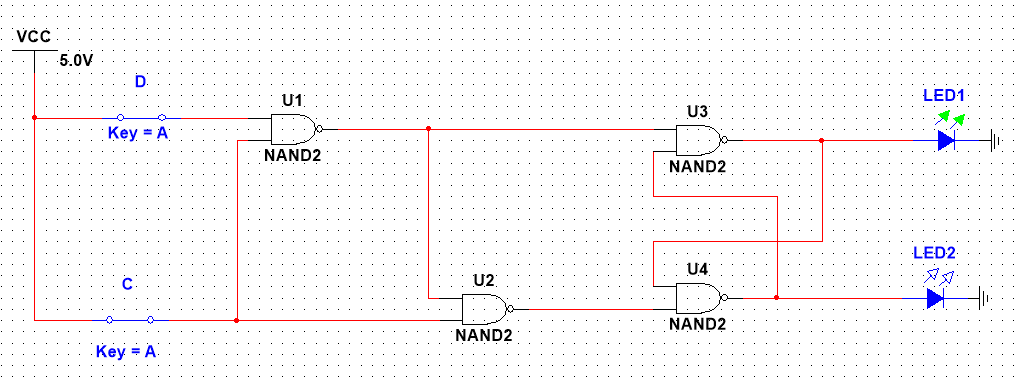 VCC
5.0V
D
Key = A
U1
NAND2
U3
NAND2
LED1
C
Key = A
U2
NAND2
U4
NAND2
LED2